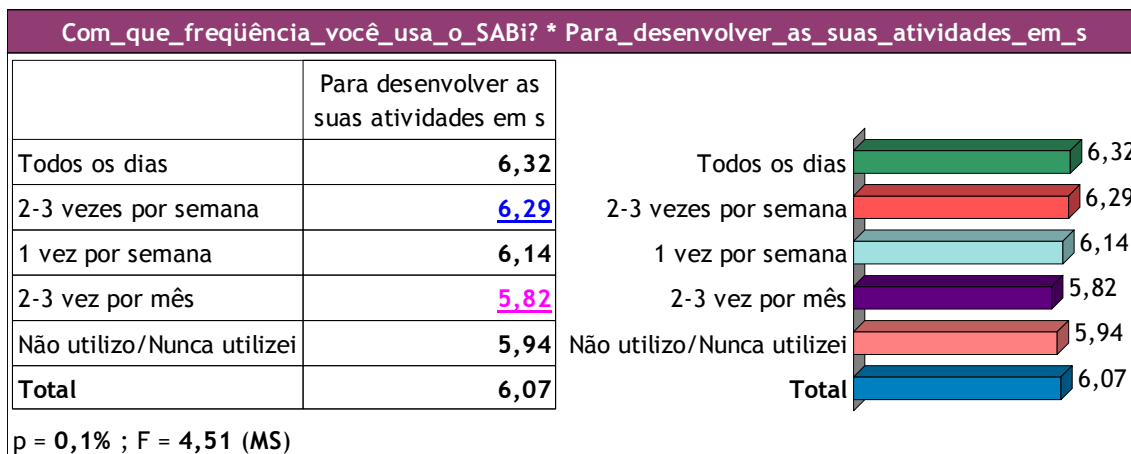 Com_que_freqüência_você_usa_o_SABi? * Para_desenvolver_as_suas_atividades_em_s
Para desenvolver as
suas atividades em s
Todos os dias 6,32
2-3 vezes por semana 6,29
1 vez por semana 6,14
2-3 vez por mês 5,82
Não utilizo/Nunca utilizei 5,94
Total 6,07
Todos os dias 6,32
2-3 vezes por semana 6,29
1 vez por semana 6,14
2-3 vez por mês 5,82
Não utilizo/Nunca utilizei 5,94
Total 6,07
p = 0,1% ; F = 4,51 (MS)